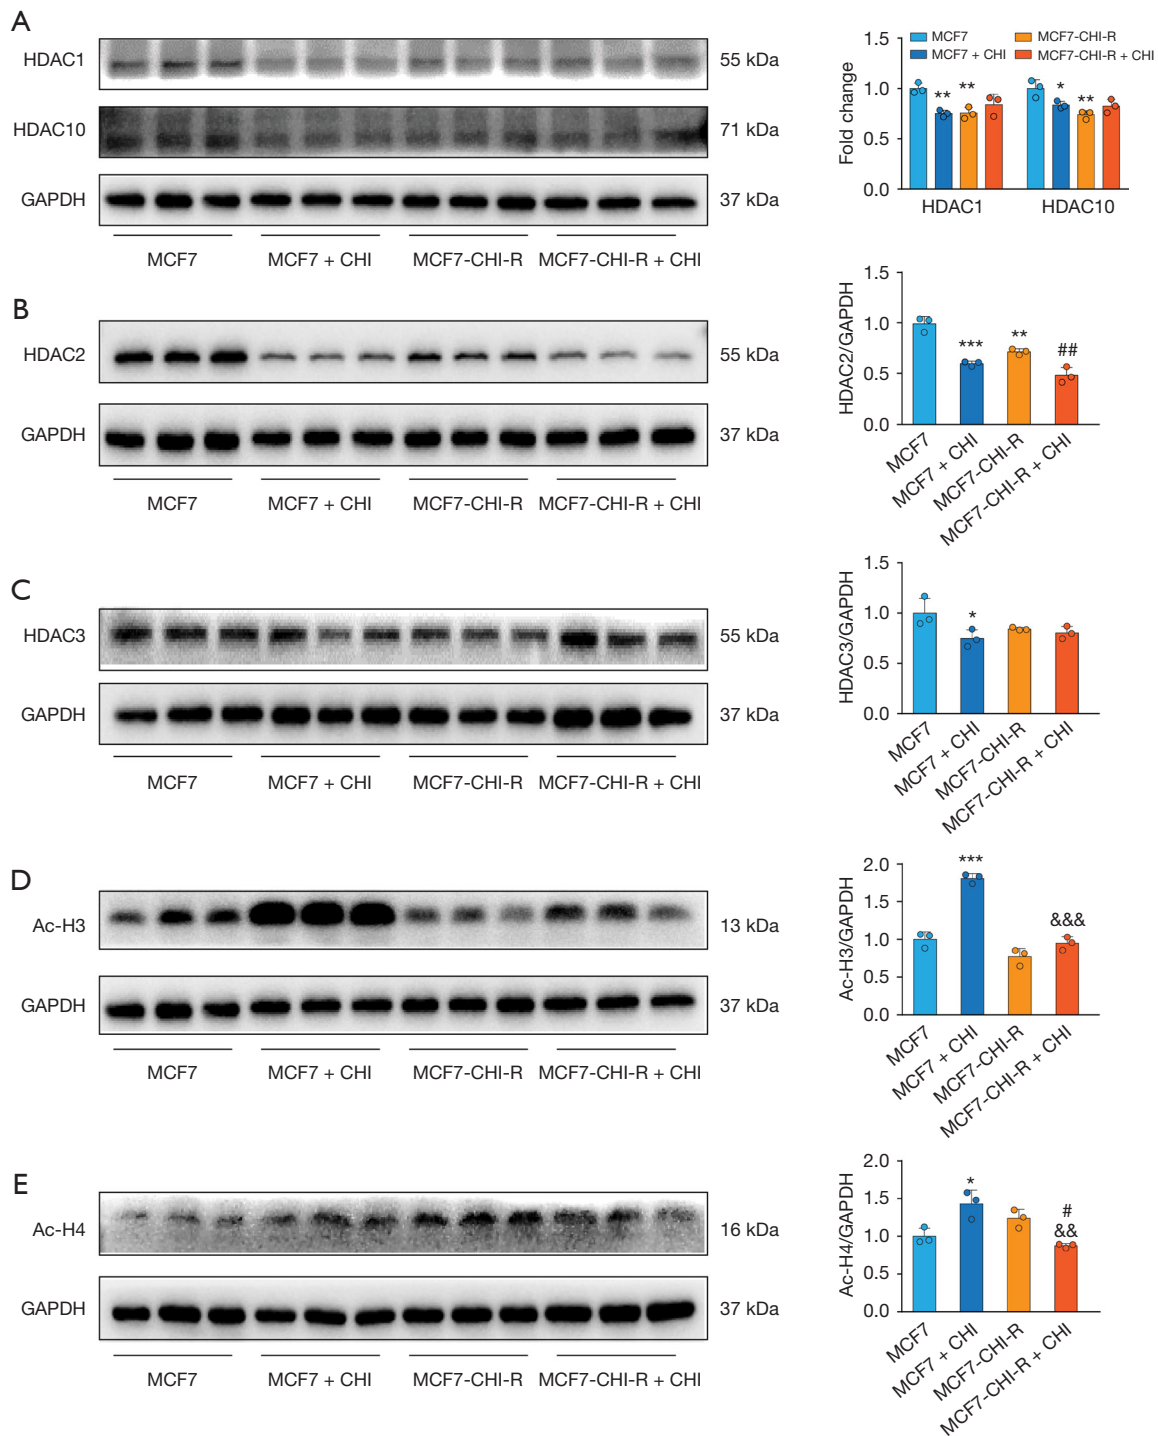 A
HDAC1
55 kDa
HDAC10
71 kDa
GAPDH
37 kDa
MCF7
MCF7 + CHI
MCF7-CHI-R
MCF7-CHI-R + CHI
MCF7
MCF7-CHI-R
MCF7 + CHI
MCF7-CHI-R + CHI
Fold change
1.5
1.0
0.5
0.0
** **
* **
HDAC1
HDAC10
B
HDAC2
55 kDa
GAPDH
37 kDa
MCF7
MCF7 + CHI
MCF7-CHI-R
MCF7-CHI-R + CHI
HDAC2/GAPDH
1.5
1.0
0.5
0.0
***
**
##
MCF7
MCF7 + CHI
MCF7-CHI-R
MCF7-CHI-R + CHI
C
HDAC3
55 kDa
GAPDH
37 kDa
MCF7
MCF7 + CHI
MCF7-CHI-R
MCF7-CHI-R + CHI
HDAC3/GAPDH
1.5
1.0
0.5
0.0
*
MCF7
MCF7 + CHI
MCF7-CHI-R
MCF7-CHI-R + CHI
D
Ac-H3
13 kDa
GAPDH
37 kDa
MCF7
MCF7 + CHI
MCF7-CHI-R
MCF7-CHI-R + CHI
Ac-H3/GAPDH
2.0
1.5
1.0
0.5
0.0
***
&&&
MCF7
MCF7 + CHI
MCF7-CHI-R
MCF7-CHI-R + CHI
E
Ac-H4
16 kDa
GAPDH
37 kDa
MCF7
MCF7 + CHI
MCF7-CHI-R
MCF7-CHI-R + CHI
Ac-H4/GAPDH
2.0
1.5
1.0
0.5
0.0
*
#
&&
MCF7
MCF7 + CHI
MCF7-CHI-R
MCF7-CHI-R + CHI